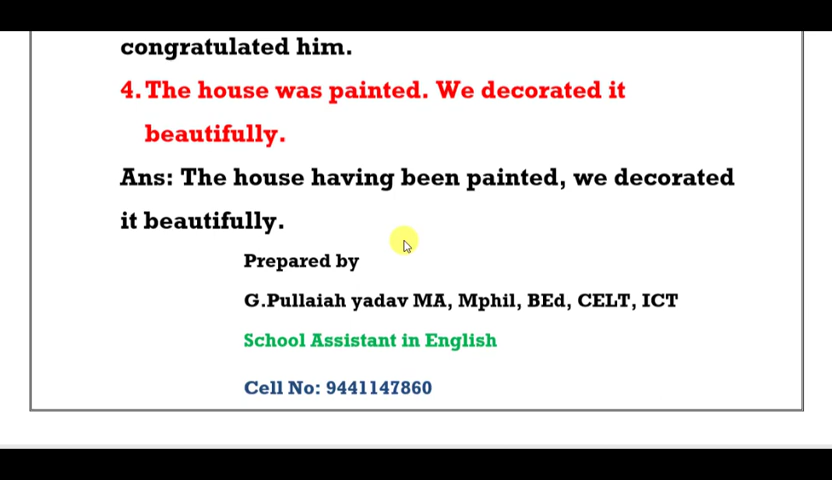 congratulated him.
4. The house was painted. We decorated it
beautifully.
Ans: The house having been painted, we decorated
it beautifully.
Prepared by
G.Pullaiah yadav MA, Mphil, BEd, CELT, ICT
School Assistant in English
Cell No: 9441147860